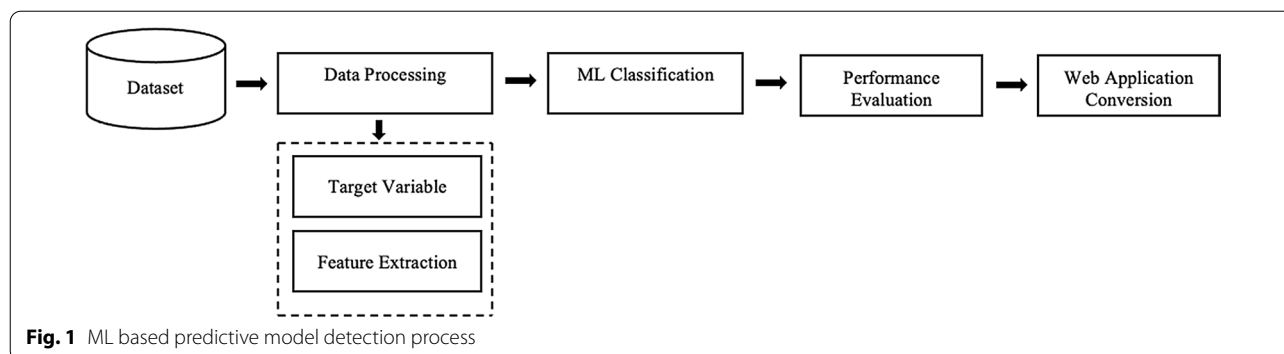 Dataset
Data Processing
ML Classification
Performance
Evaluation
Web Application
Conversion
Target Variable
Feature Extraction
Fig. 1 ML based predictive model detection process